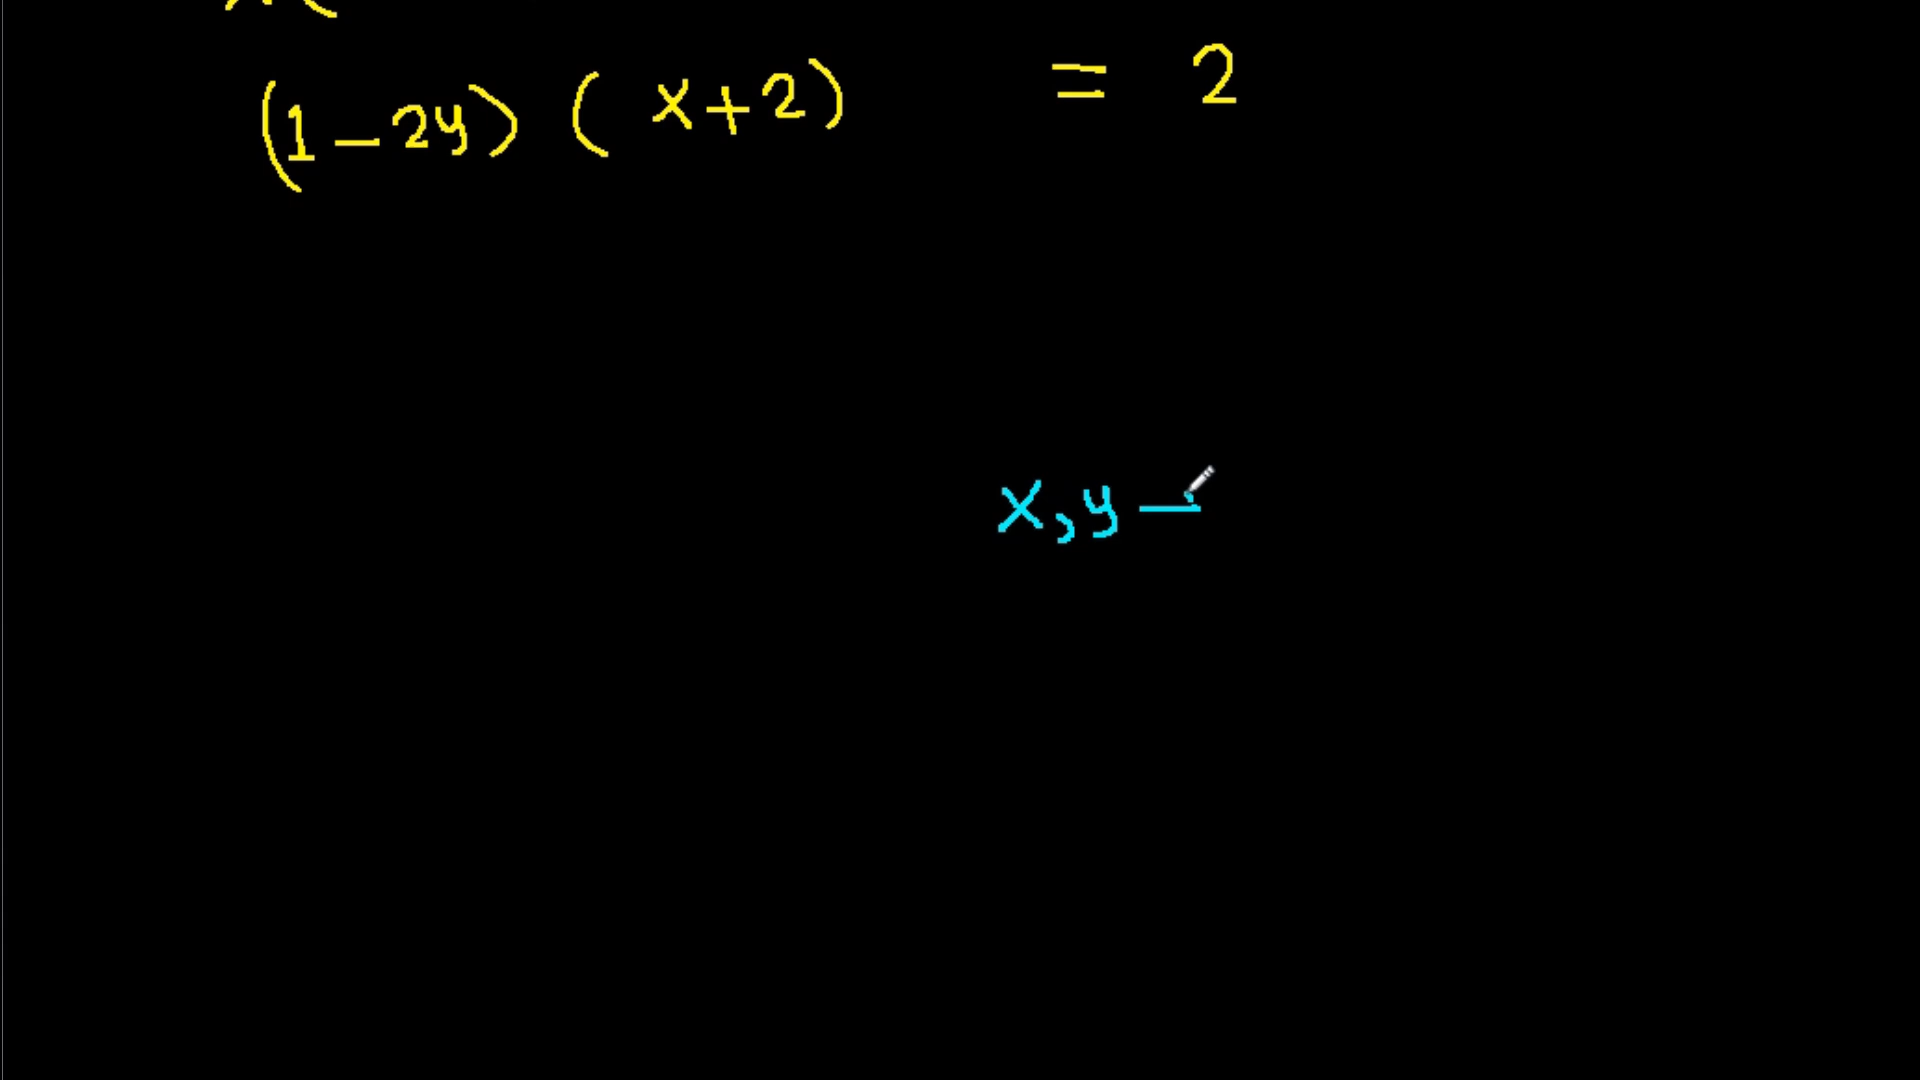 (1-2y) (x+2) = 2
x,y —